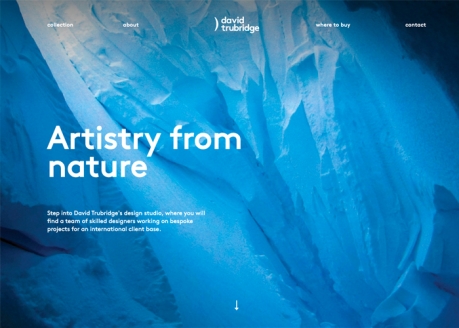 collection
about
david
trubridge
where to buy
contact
Artistry from
nature
Step into David Trubridge's design studio, where you will
find a team of skilled designers working on bespoke
projects for an international client base.